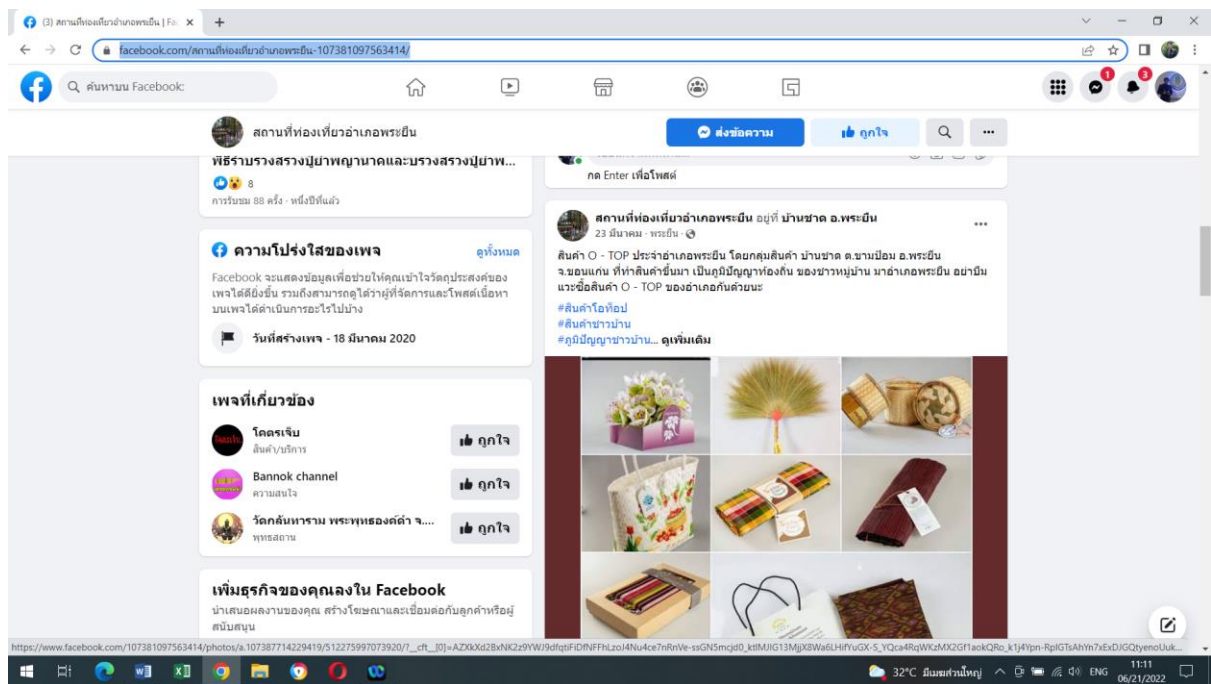 (3) สถานที่ท่องเที่ยวอำเภอพระยืน | Fac
facebook.com/สถานที่ท่องเที่ยวอำเภอพระยืน-107381097563414/
ค้นหาบน Facebook:
1
3
สถานที่ท่องเที่ยวอำเภอพระยืน
ส่งข้อความ
ถูกใจ
พิธีรำบวงสรวงปู่ย่าพญานาคและบวงสรวงปู่ย่าพ...
8
การรับชม 88 ครั้ง · หนึ่งปีที่แล้ว
ความโปร่งใสของเพจ
ดูทั้งหมด
Facebook จะแสดงข้อมูลเพื่อช่วยให้คุณเข้าใจวัตถุประสงค์ของ
เพจได้ดียิ่งขึ้น รวมถึงสามารถดูได้ว่าผู้ที่จัดการและโพสต์เนื้อหา
บนเพจได้ดำเนินการอะไรไปบ้าง
วันที่สร้างเพจ - 18 มีนาคม 2020
เพจที่เกี่ยวข้อง
โคตรเจ็บ
สินค้า/บริการ
ถูกใจ
Bannok channel
ความสนใจ
ถูกใจ
วัดกลันทาราม พระพุทธองค์ดำ จ....
พุทธสถาน
ถูกใจ
เพิ่มธุรกิจของคุณลงใน Facebook
นำเสนอผลงานของคุณ สร้างโฆษณาและเชื่อมต่อกับลูกค้าหรือผู้
สนับสนุน
กด Enter เพื่อโพสต์
สถานที่ท่องเที่ยวอำเภอพระยืน อยู่ที่ บ้านชาด อ.พระยืน
23 มีนาคม · พระยืน ·
สินค้า O - TOP ประจำอำเภอพระยืน โดยกลุ่มสินค้า บ้านชาด ต.ขามป้อม อ.พระยืน
จ.ขอนแก่น ที่ทำสินค้าขึ้นมา เป็นภูมิปัญญาท้องถิ่น ของชาวหมู่บ้าน มาอำเภอพระยืน อย่าลืม
แวะซื้อสินค้า O - TOP ของอำเภอกันด้วยนะ
#สินค้าโอท็อป
#สินค้าชาวบ้าน
#ภูมิปัญญาชาวบ้าน... ดูเพิ่มเติม
32°C มีเมฆส่วนใหญ่
ENG
11:11
06/21/2022